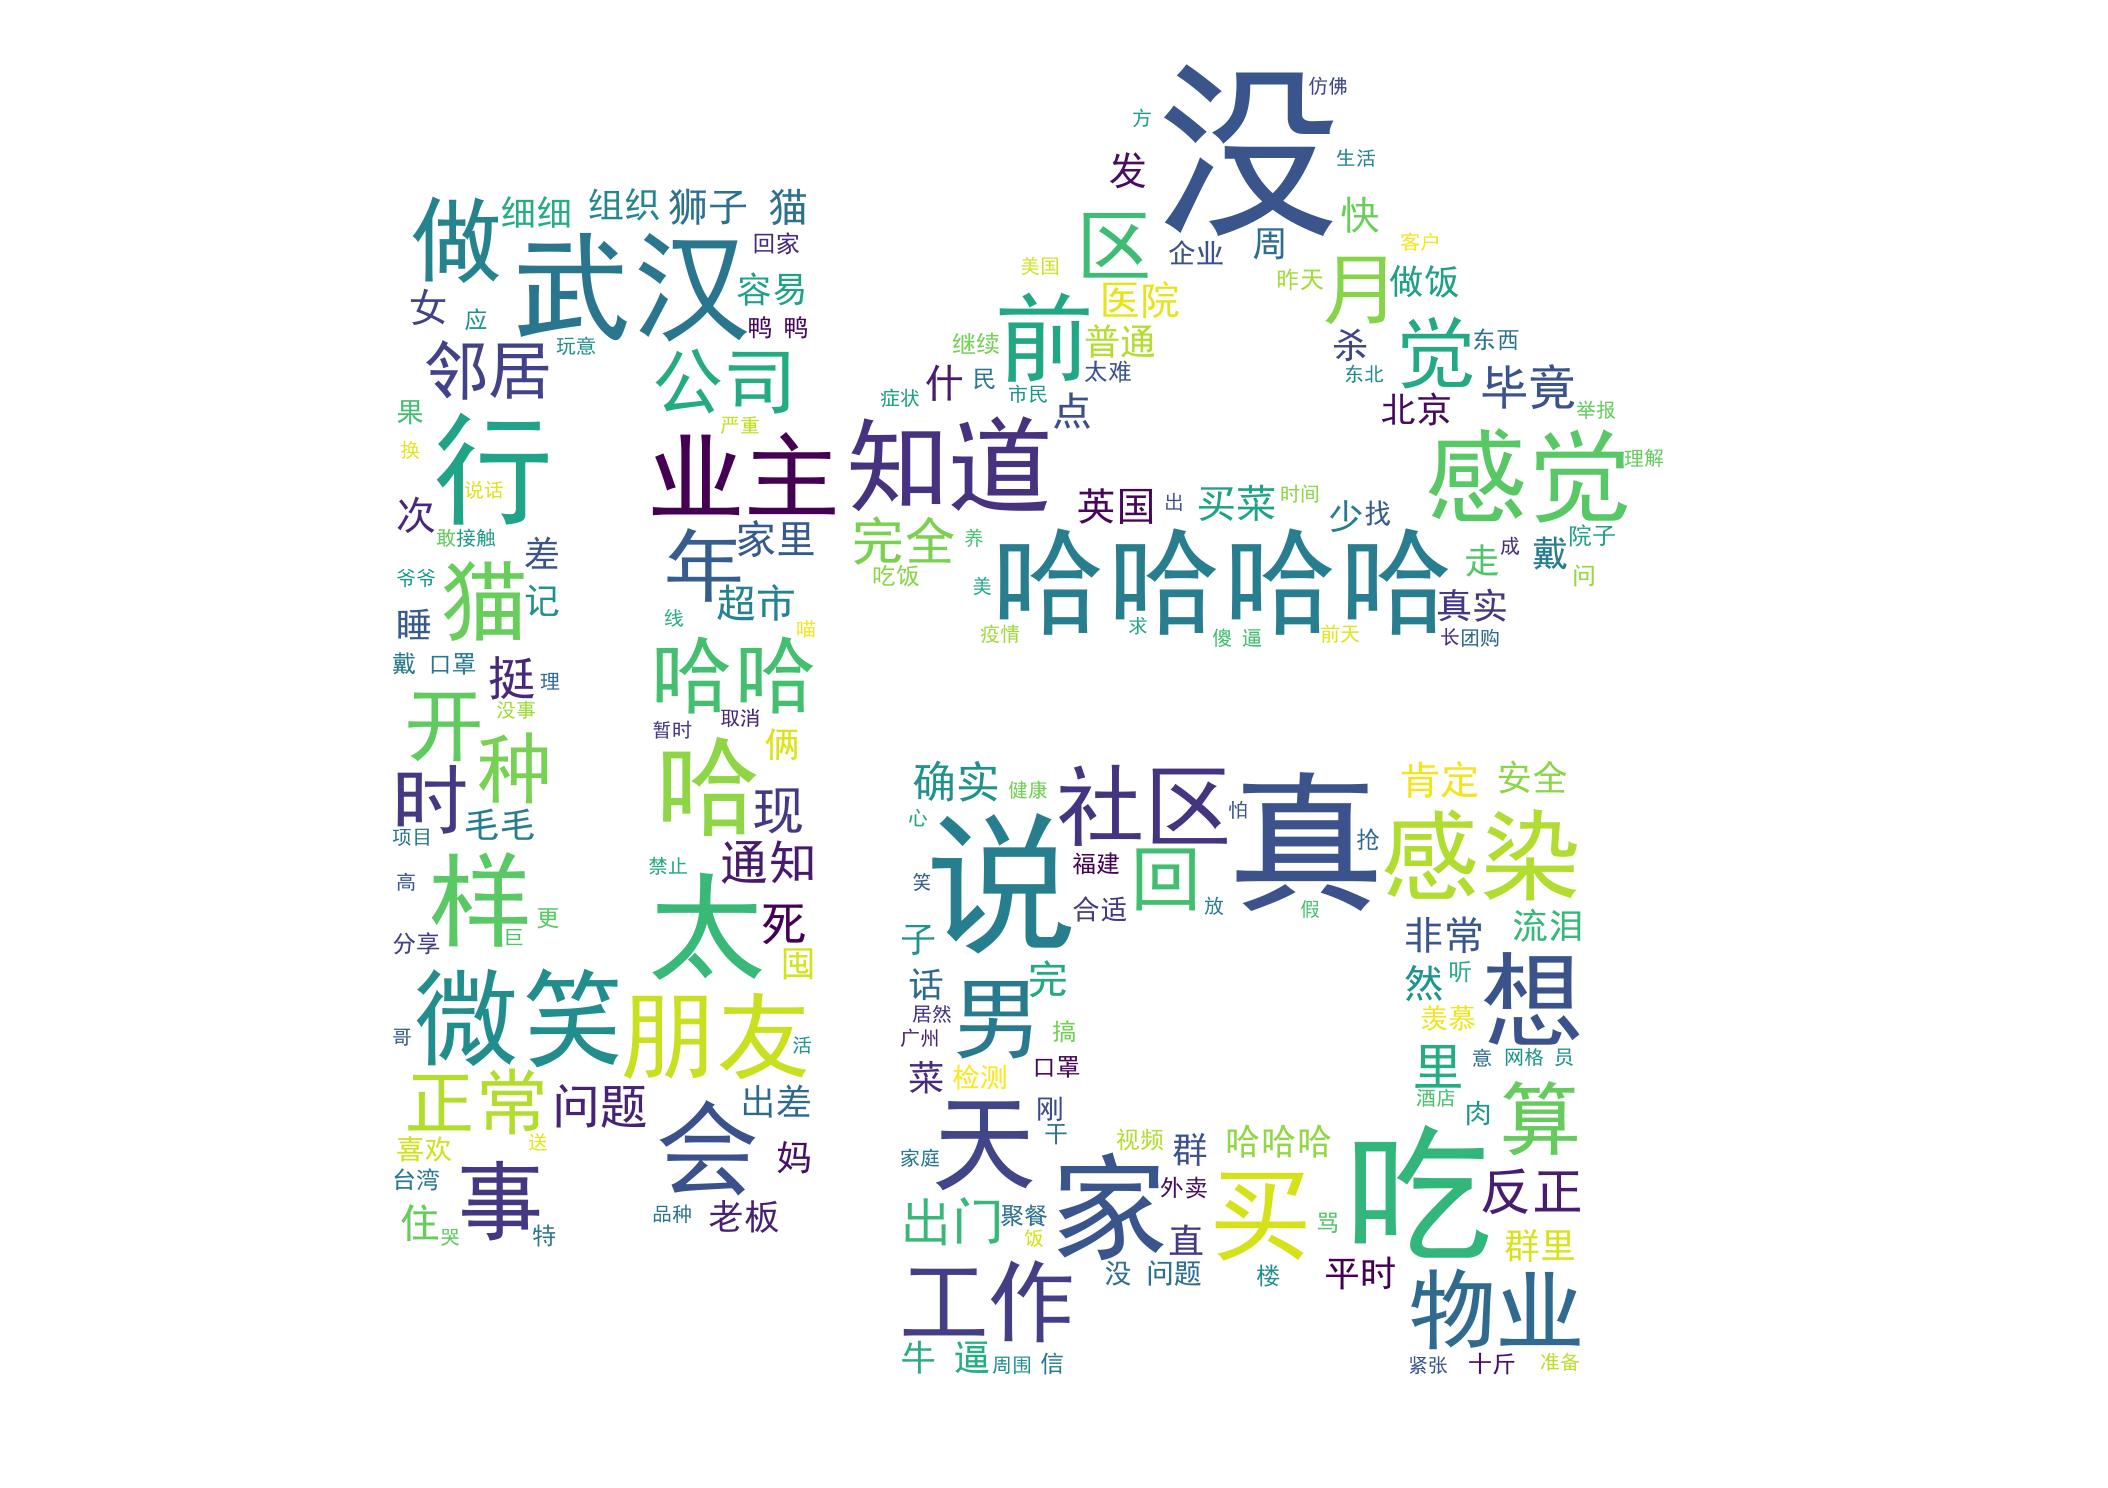 没
仿佛
方
生活
发
快
区
企业
周
客户
美国
昨天
月
做饭
医院
前
普通
继续
太难
杀
觉
东西
东北
毕竟
什
民
市民
症状
点
北京
举报
知道
感觉
理解
英国
出
买菜
时间
少
找
完全
养
吃饭
哈哈哈哈
走
成
戴
院子
问
美
真实
疫情
求
傻 逼
前天
长
团购
做
细细
组织
狮子
猫
武汉
回家
容易
女
应
鸭 鸭
玩意
邻居
公司
果
严重
换
行
说话
业主
次
敢
接触
差
年
家里
爷爷
猫
记
超市
睡
线
喵
戴 口罩
挺
理
哈哈
开
没事
取消
暂时
俩
种
哈
时
毛毛
现
项目
通知
禁止
高
样
更
巨
太
死
分享
囤
微笑
朋友
哥
活
正常
问题
出差
喜欢
送
会
妈
台湾
事
住
哭
特
品种
老板
确实
健康
社区
怕
真
肯定
安全
心
说
抢
感染
福建
回
笑
合适
放
假
非常
流泪
子
话
完
然
听
想
居然
男
广州
搞
羡慕
菜
检测
口罩
里
意
网格 员
酒店
肉
算
天
刚
干
视频
群
哈哈哈
吃
家庭
家
外卖
买
反正
出门
聚餐
饭
直
骂
群里
没 问题
楼
平时
工作
物业
牛 逼
周围
信
紧张
十斤
准备